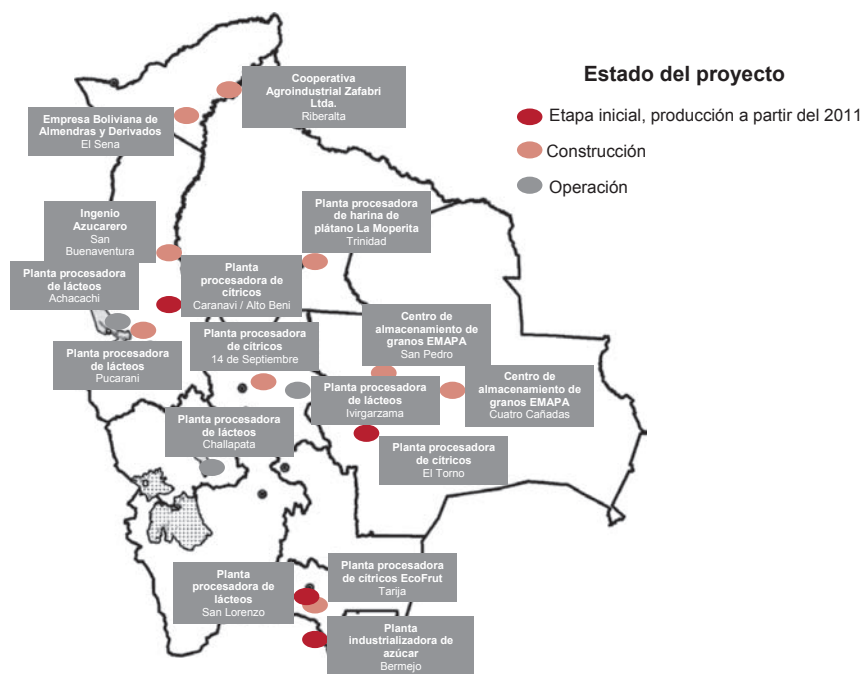 Estado del proyecto
Etapa inicial, producción a partir del 2011
Construcción
Operación
Cooperativa
Agroindustrial Zafabri
Ltda.
Riberalta
Empresa Boliviana de
Almendras y Derivados
El Sena
Ingenio
Azucarero
San
Buenaventura
Planta procesadora
de harina de
plátano La Moperita
Trinidad
Planta procesadora
de lácteos
Achacachi
Planta
procesadora de
cítricos
Caranavi / Alto Beni
Planta procesadora
de lácteos
Pucarani
Planta procesadora
de cítricos
14 de Septiembre
Centro de
almacenamiento de
granos EMAPA
San Pedro
Planta procesadora
de lácteos
Ivirgarzama
Centro de
almacenamiento de
granos EMAPA
Cuatro Cañadas
Planta procesadora
de lácteos
Challapata
Planta procesadora
de cítricos
El Torno
Planta
procesadora de
lácteos
San Lorenzo
Planta procesadora
de cítricos EcoFrut
Tarija
Planta
industrializadora de
azúcar
Bermejo